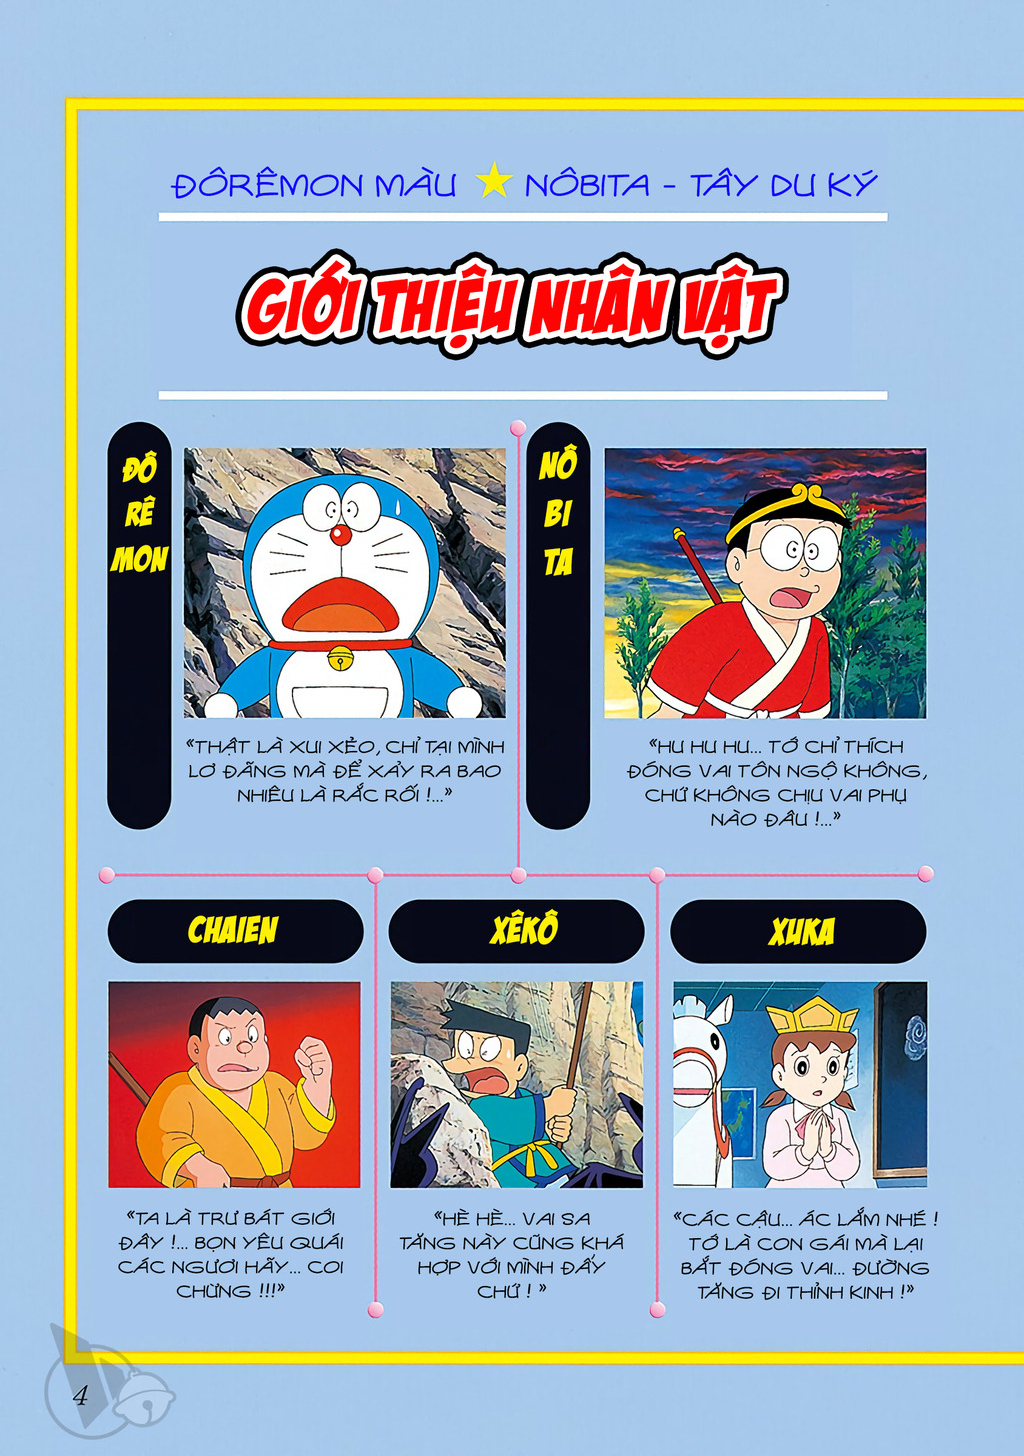 ĐÔRÊMON MÀU ★ NÔBITA - TÂY DU KÝ
GIỚI THIỆU NHÂN VẬT
ĐÔ
RÊ
MON
«THẬT LÀ XUI XẺO, CHỈ TẠI MÌNH
LƠ ĐÃNG MÀ ĐỂ XẢY RA BAO
NHIÊU LÀ RẮC RỐI !...»
NÔ
BI
TA
«HU HU HU... TỚ CHỈ THÍCH
ĐÓNG VAI TÔN NGỘ KHÔNG,
CHỨ KHÔNG CHỊU VAI PHỤ
NÀO ĐÂU !...»
CHAIEN
«TA LÀ TRƯ BÁT GIỚI
ĐÂY !... BỌN YÊU QUÁI
CÁC NGƯƠI HÃY... COI
CHỪNG !!!»
XÊKÔ
«HÈ HÈ... VAI SA
TĂNG NÀY CŨNG KHÁ
HỢP VỚI MÌNH ĐẤY
CHỨ ! »
XUKA
«CÁC CẬU... ÁC LẮM NHÉ !
TỚ LÀ CON GÁI MÀ LẠI
BẮT ĐÓNG VAI... ĐƯỜNG
TĂNG ĐI THỈNH KINH !»
4